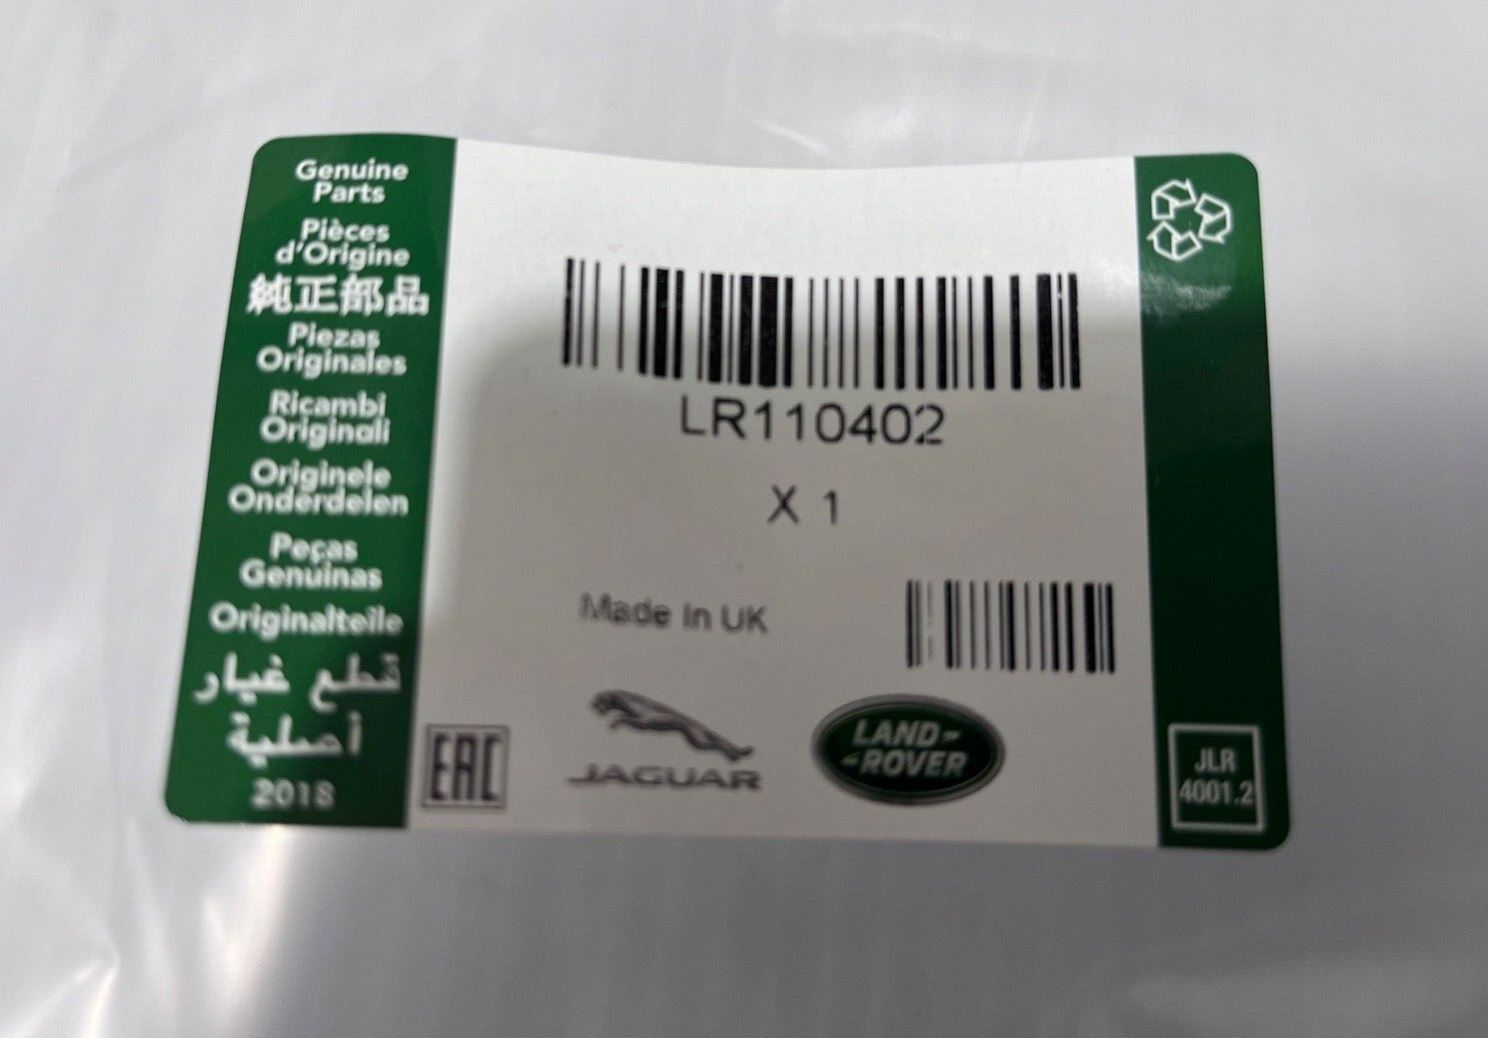 Genuine
Parts
Pièces
d'Origine
純正部品
Piezas
Originales
Ricambi
Originali
Originele
Onderdelen
Peças
Genuínas
Originalteile
قطع غيار
أصلية
2018
LR110402
X 1
Made in UK
EAC
JAGUAR
LAND-
-ROVER
JLR
4001.2